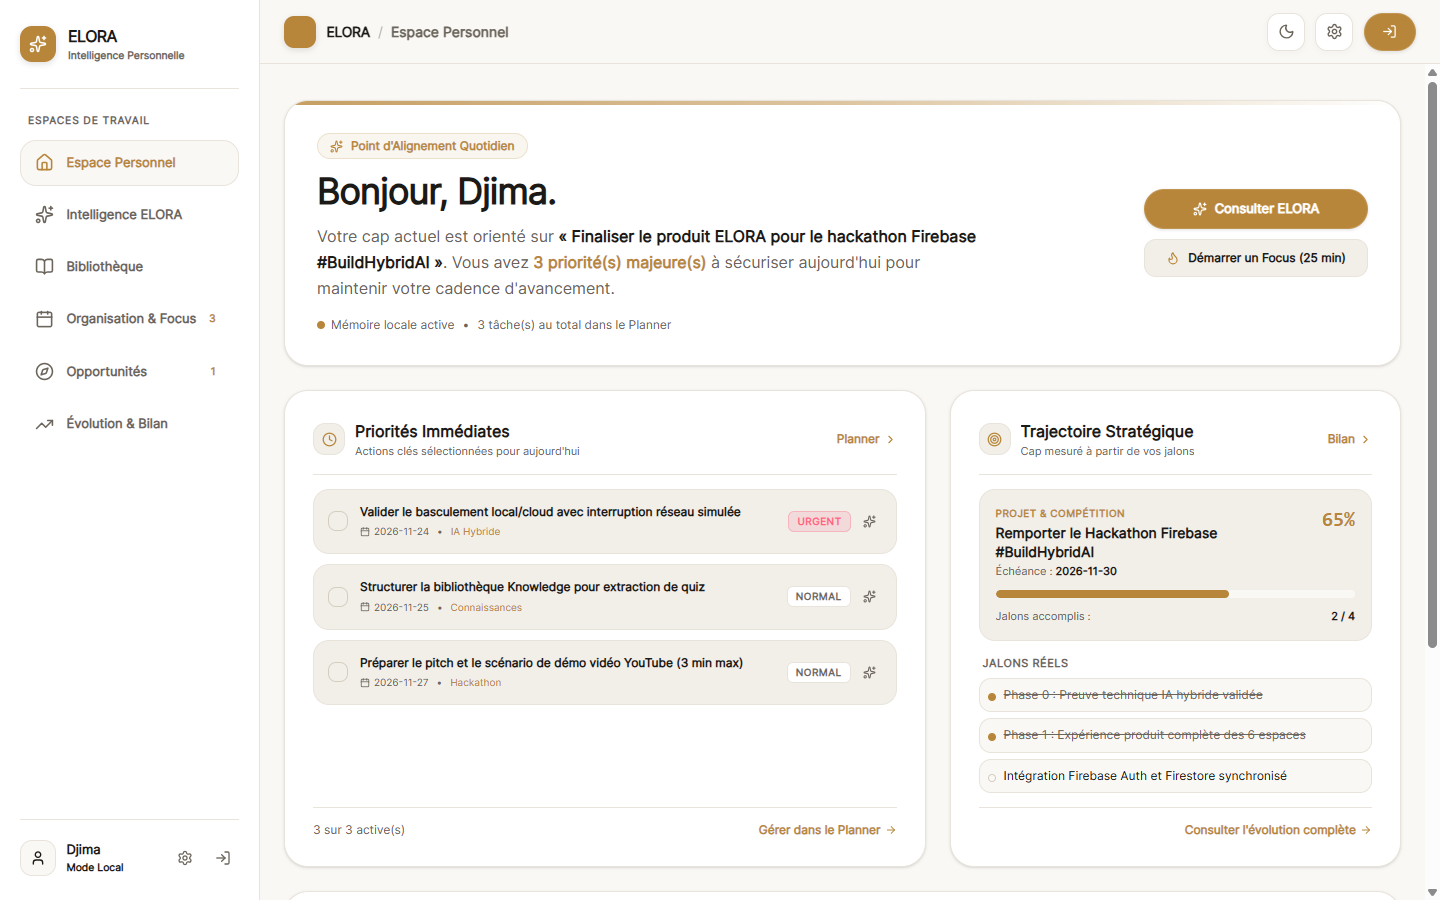 ELORA
Intelligence Personnelle
ESPACES DE TRAVAIL
Espace Personnel
Intelligence ELORA
Bibliothèque
Organisation & Focus 3
Opportunités 1
Évolution & Bilan
Djima
Mode Local
ELORA / Espace Personnel
Point d'Alignement Quotidien
Bonjour, Djima.
Votre cap actuel est orienté sur « Finaliser le produit ELORA pour le hackathon Firebase
#BuildHybridAI ». Vous avez 3 priorité(s) majeure(s) à sécuriser aujourd'hui pour
maintenir votre cadence d'avancement.
Mémoire locale active • 3 tâche(s) au total dans le Planner
Consulter ELORA
Démarrer un Focus (25 min)
Priorités Immédiates
Actions clés sélectionnées pour aujourd'hui
Planner
Valider le basculement local/cloud avec interruption réseau simulée
2026-11-24 • IA Hybride
URGENT
Structurer la bibliothèque Knowledge pour extraction de quiz
2026-11-25 • Connaissances
NORMAL
Préparer le pitch et le scénario de démo vidéo YouTube (3 min max)
2026-11-27 • Hackathon
NORMAL
3 sur 3 active(s)
Gérer dans le Planner →
Trajectoire Stratégique
Cap mesuré à partir de vos jalons
Bilan
PROJET & COMPÉTITION
65%
Remporter le Hackathon Firebase
#BuildHybridAI
Échéance : 2026-11-30
Jalons accomplis : 2 / 4
JALONS RÉELS
Phase 0 : Preuve technique IA hybride validée
Phase 1 : Expérience produit complète des 6 espaces
Intégration Firebase Auth et Firestore synchronisé
Consulter l'évolution complète →